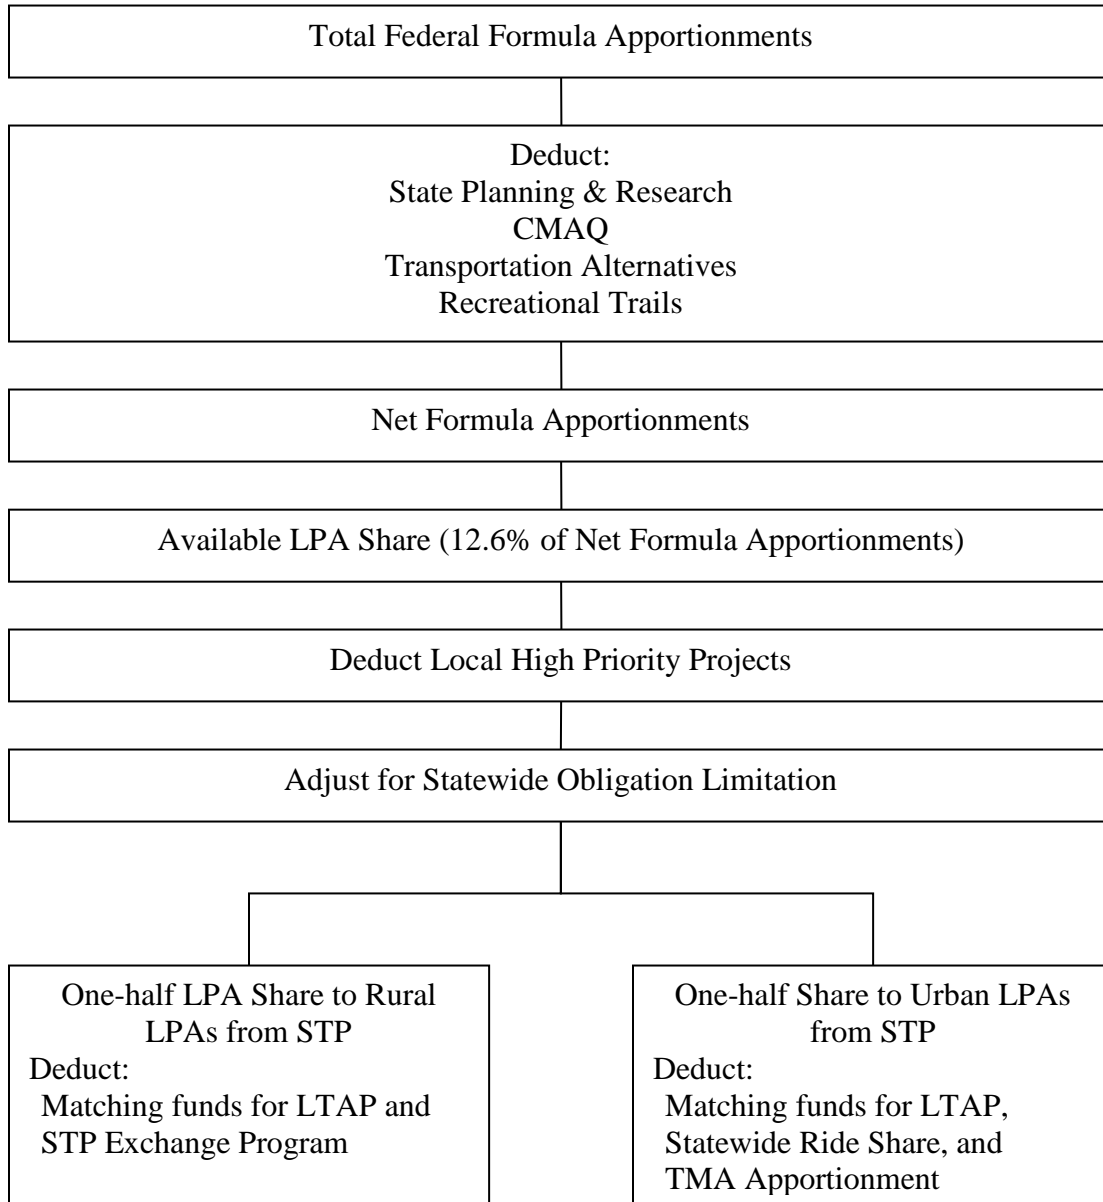 Total Federal Formula Apportionments
Deduct:
State Planning & Research
CMAQ
Transportation Alternatives
Recreational Trails
Net Formula Apportionments
Available LPA Share (12.6% of Net Formula Apportionments)
Deduct Local High Priority Projects
Adjust for Statewide Obligation Limitation
One-half LPA Share to Rural
LPAs from STP
Deduct:
Matching funds for LTAP and
STP Exchange Program
One-half Share to Urban LPAs
from STP
Deduct:
Matching funds for LTAP,
Statewide Ride Share, and
TMA Apportionment